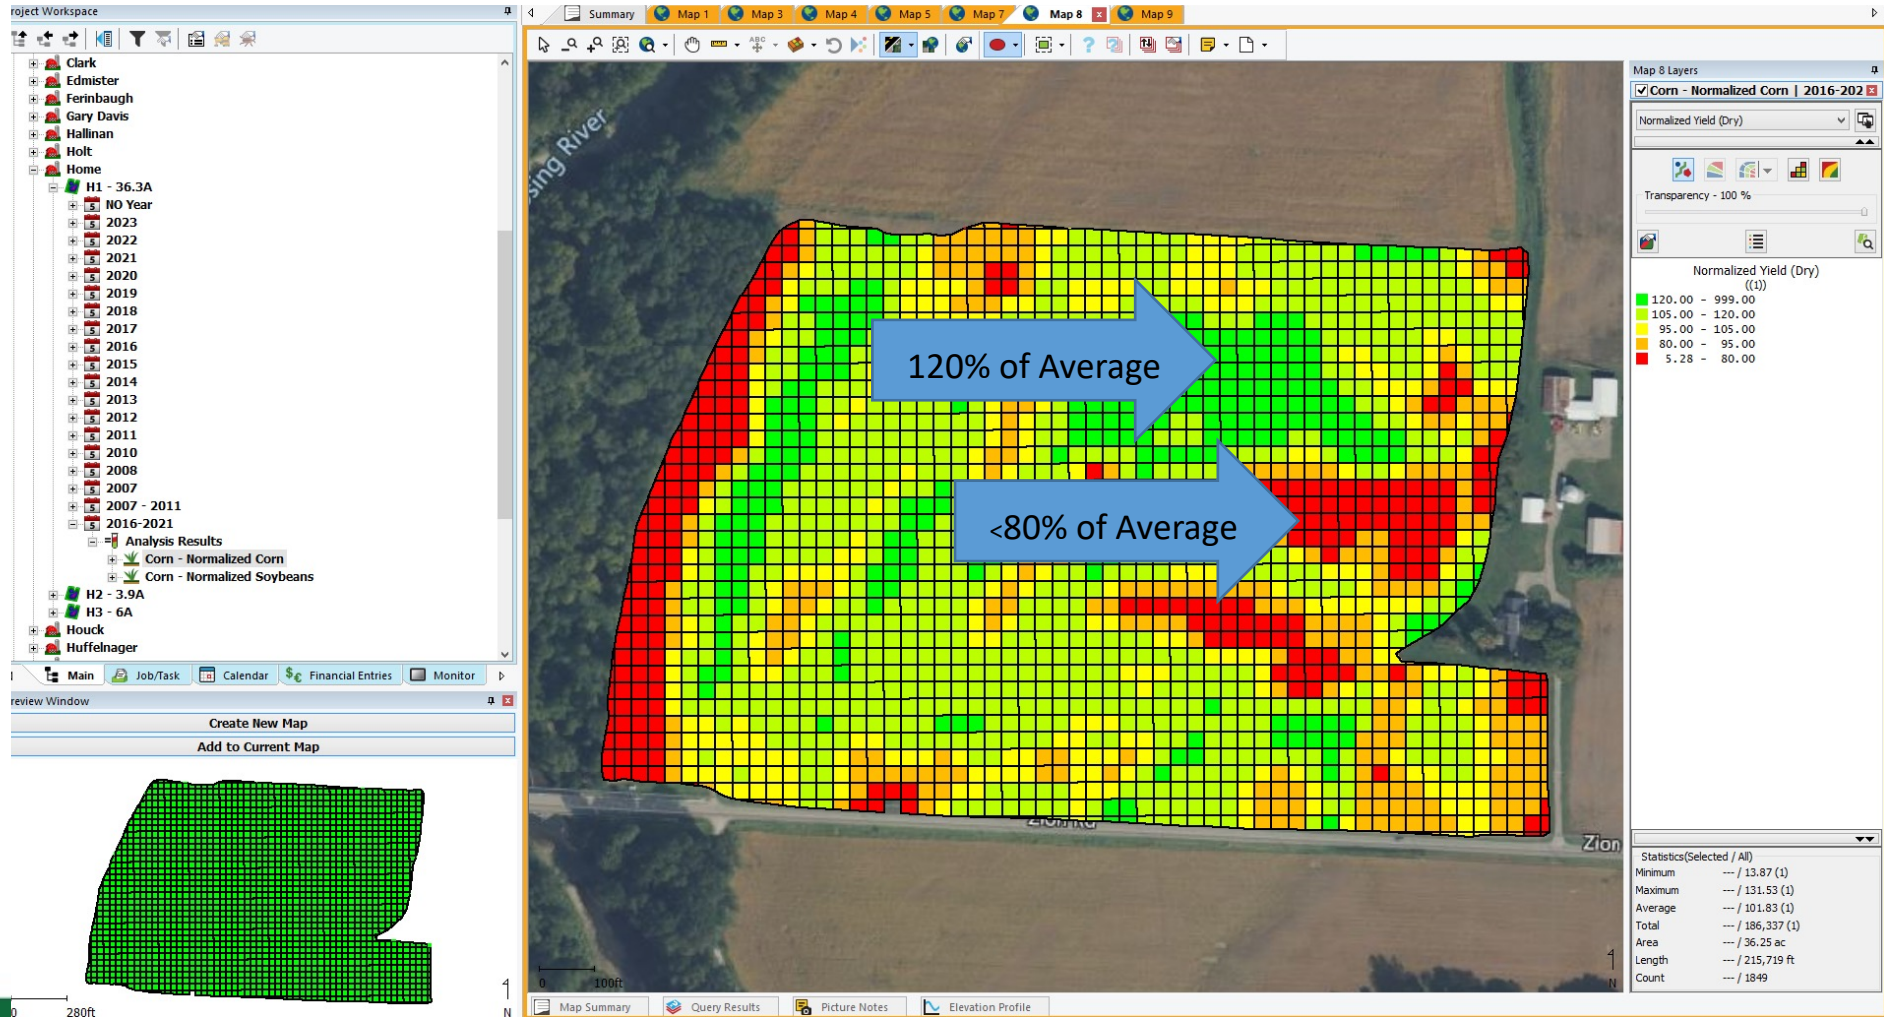 roject Workspace
Clark
Edmister
Ferinbaugh
Gary Davis
Hallinan
Holt
Home
H1 - 36.3A
NO Year
2023
2022
2021
2020
2019
2018
2017
2016
2015
2014
2013
2012
2011
2010
2008
2007
2007 - 2011
2016-2021
Analysis Results
Corn - Normalized Corn
Corn - Normalized Soybeans
H2 - 3.9A
H3 - 6A
Houck
Huffelnager
Main Job/Task Calendar Financial Entries Monitor
review Window
Create New Map
Add to Current Map
0 280ft
N
Summary Map 1 Map 3 Map 4 Map 5 Map 7 Map 8 Map 9
ABC
sing River
120% of Average
<80% of Average
Zion Rd
Zion
0 100ft
N
Map Summary Query Results Picture Notes Elevation Profile
Map 8 Layers
Corn - Normalized Corn | 2016-202
Normalized Yield (Dry)
Transparency - 100 %
Normalized Yield (Dry)
((1))
120.00 - 999.00
105.00 - 120.00
95.00 - 105.00
80.00 - 95.00
5.28 - 80.00
Statistics(Selected / All)
Minimum --- / 13.87 (1)
Maximum --- / 131.53 (1)
Average --- / 101.83 (1)
Total --- / 186,337 (1)
Area --- / 36.25 ac
Length --- / 215,719 ft
Count --- / 1849